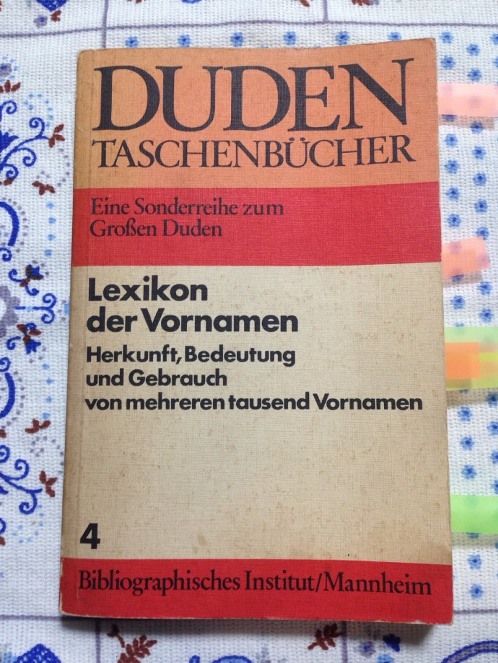 DUDEN
TASCHENBÜCHER
Eine Sonderreihe zum
Großen Duden
Lexikon
der Vornamen
Herkunft, Bedeutung
und Gebrauch
von mehreren tausend Vornamen
4
Bibliographisches Institut/Mannheim